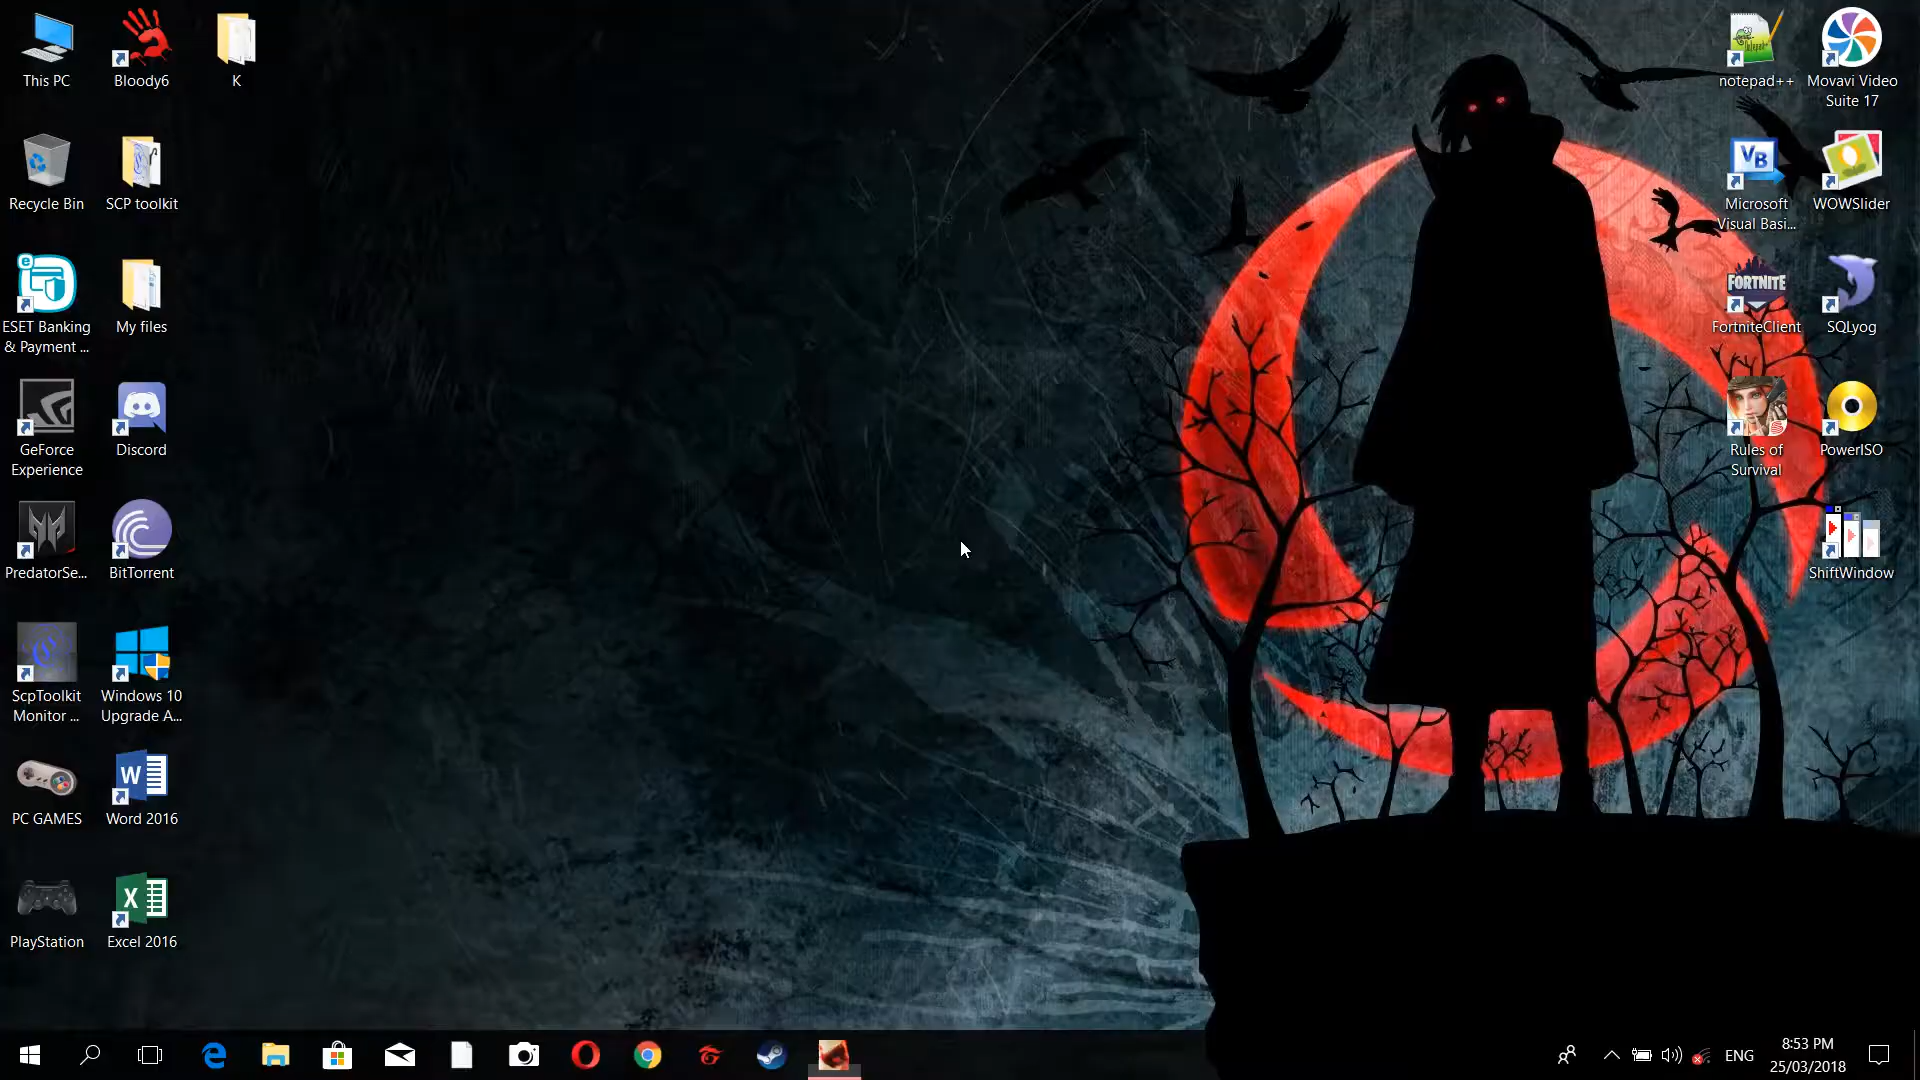 This PC
Bloody6
K
notepad++
Movavi Video
Suite 17
Recycle Bin
SCP toolkit
Microsoft
Visual Basi...
WOWSlider
ESET Banking
& Payment ...
My files
FORTNITE
FortniteClient
SQLyog
GeForce
Experience
Discord
Rules of
Survival
PowerISO
PredatorSe...
BitTorrent
ShiftWindow
ScpToolkit
Monitor ...
Windows 10
Upgrade A...
PC GAMES
Word 2016
PlayStation
Excel 2016
ENG
8:53 PM
25/03/2018